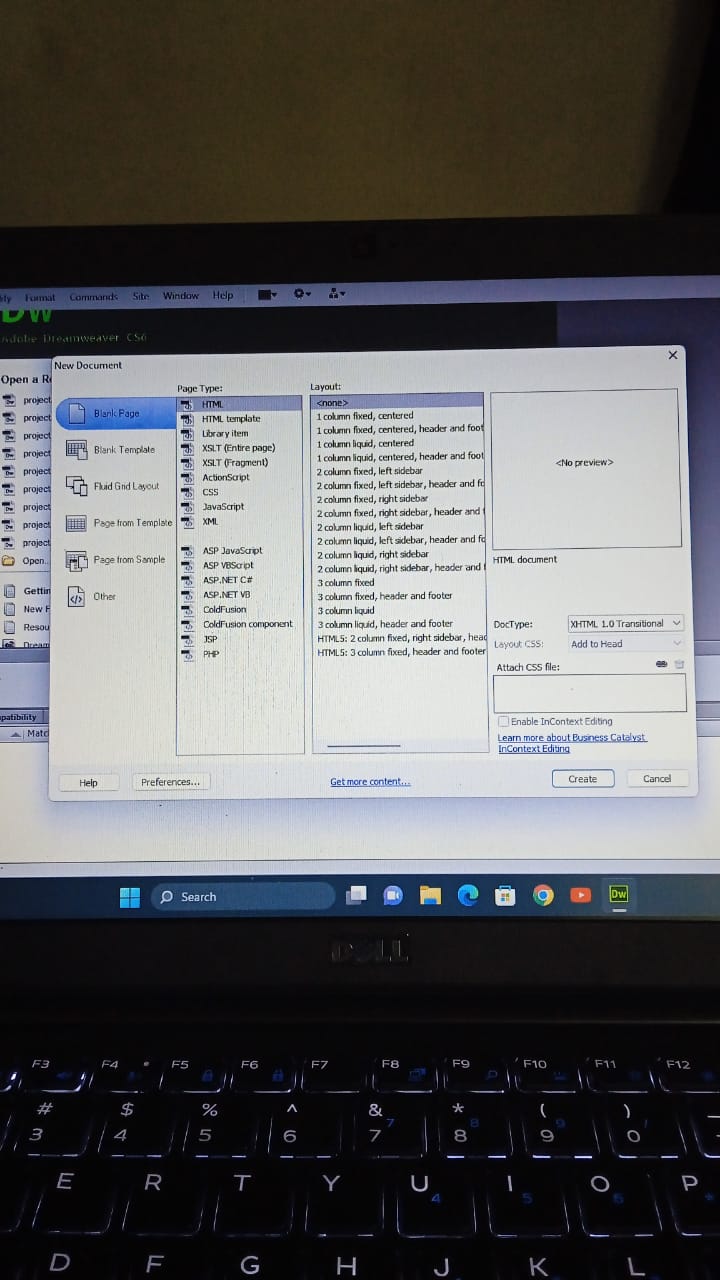 Format Commands Site Window Help
DW
Adobe Dreamweaver CS6
New Document
Open a
project
project
project
project
project
project
project
project
project
Open...
New F
Resou
Dream
Blank Page
Blank Template
Fluid Grid Layout
Page from Template
Page from Sample
Other
Page Type:
HTML
HTML template
Library item
XSLT (Entire page)
XSLT (Fragment)
ActionScript
CSS
JavaScript
XML
ASP JavaScript
ASP VBScript
ASP.NET C#
ASP.NET VB
ColdFusion
ColdFusion component
JSP
PHP
Layout:
<none>
1 column fixed, centered
1 column fixed, centered, header and foot
1 column liquid, centered
1 column liquid, centered, header and foot
2 column fixed, left sidebar
2 column fixed, left sidebar, header and fo
2 column fixed, right sidebar
2 column fixed, right sidebar, header and
2 column liquid, left sidebar
2 column liquid, left sidebar, header and fo
2 column liquid, right sidebar
2 column liquid, right sidebar, header and
3 column fixed
3 column fixed, header and footer
3 column liquid
3 column liquid, header and footer
HTML5: 2 column fixed, right sidebar, head
HTML5: 3 column fixed, header and footer
<No preview>
HTML document
DocType: XHTML 1.0 Transitional
Layout CSS: Add to Head
Attach CSS file:
Enable InContext Editing
Learn more about Business Catalyst
InContext Editing
Help Preferences... Get more content... Create Cancel
patibility
Search
Dw
DELL
F3 F4 F5 F6 F7 F8 F9 F10 F11 F12
# $ % ^ & * ( )
3 4 5 6 7 7 8 8 9 9 0
E R T Y U 4 I 5 O 6 P
D F G H J K L